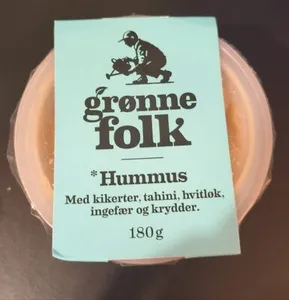 grønne
folk
*Hummus
Med kikerter, tahini, hvitløk,
ingefær og krydder.
180g